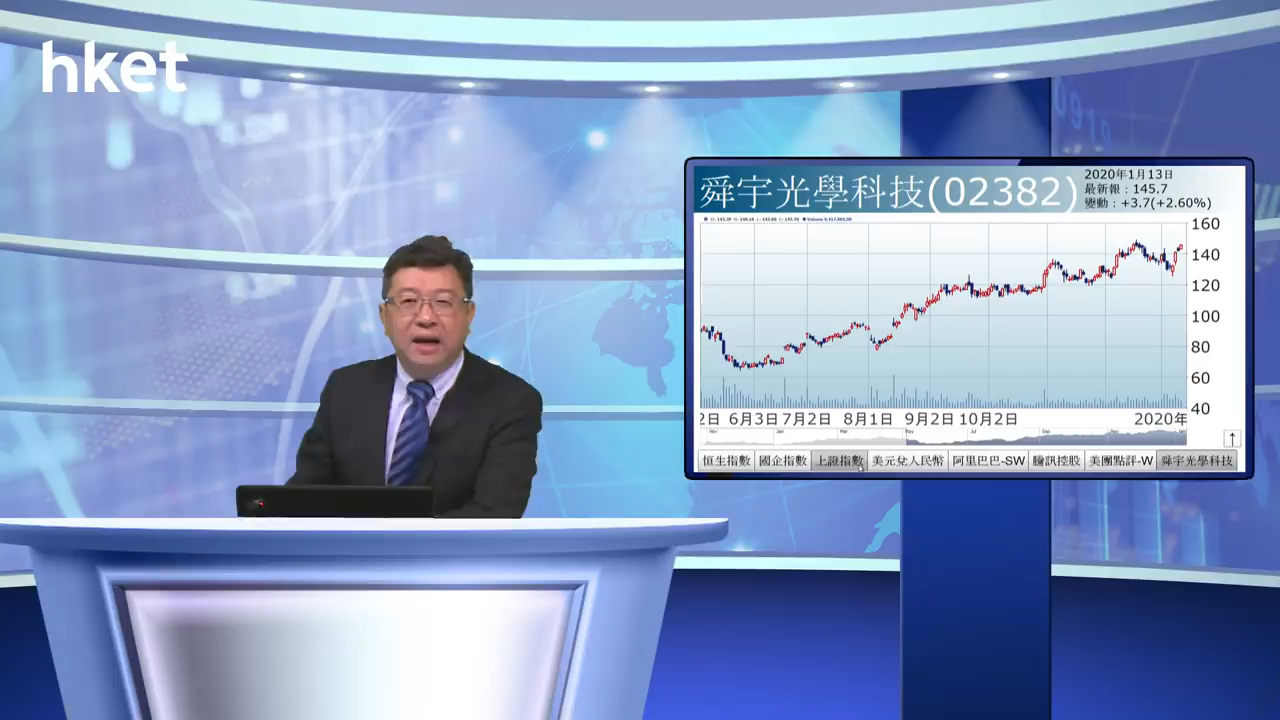 hket
舜宇光學科技(02382)
2020年1月13日
最新報：145.7
變動：+3.7(+2.60%)
160
140
120
100
80
60
40
2日 6月3日 7月2日 8月1日 9月2日 10月2日 2020年
恒生指數 國企指數 上證指數 美元兌人民幣 阿里巴巴-SW 騰訊控股 美團點評-W 舜宇光學科技